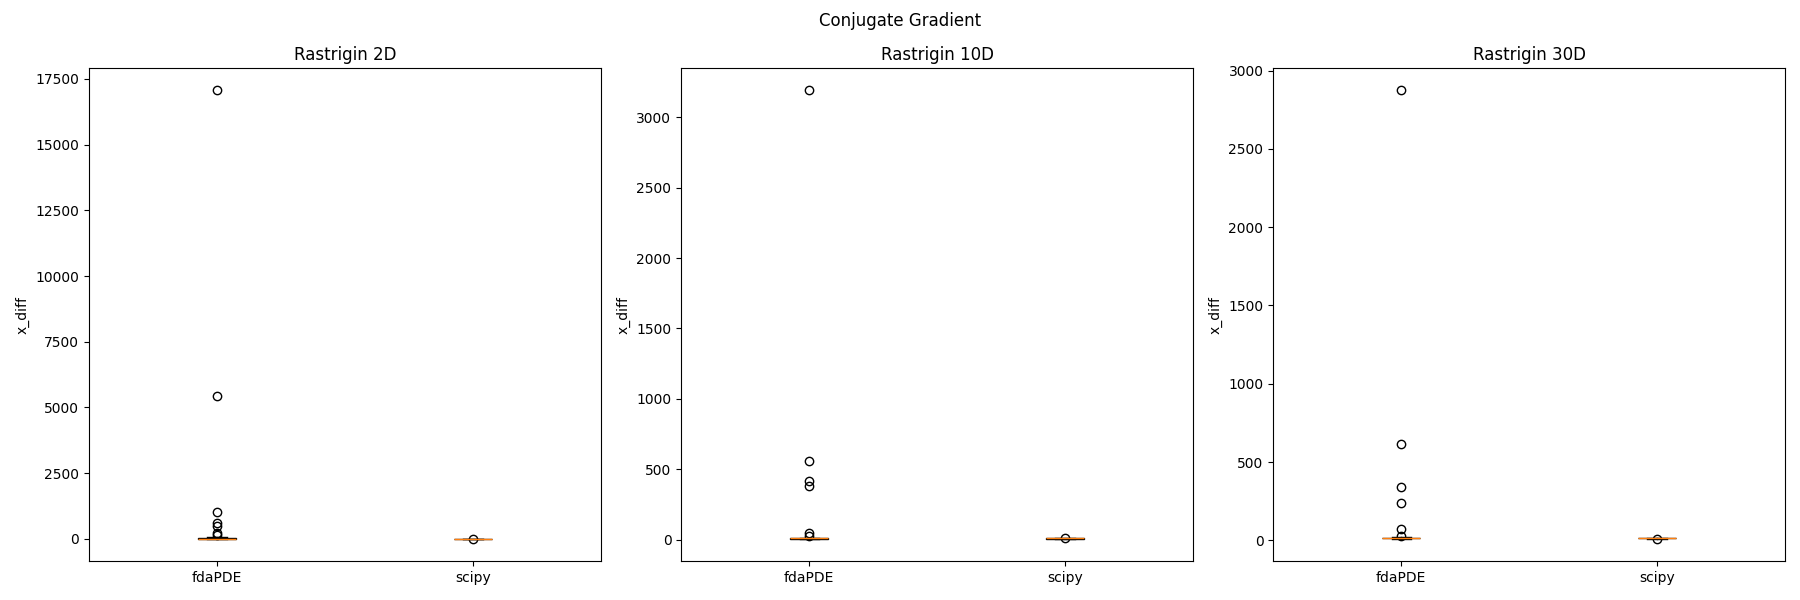 Conjugate Gradient
Rastrigin 2D
x_diff
17500
15000
12500
10000
7500
5000
2500
0
fdaPDE scipy
Rastrigin 10D
x_diff
3000
2500
2000
1500
1000
500
0
fdaPDE scipy
Rastrigin 30D
x_diff
3000
2500
2000
1500
1000
500
0
fdaPDE scipy